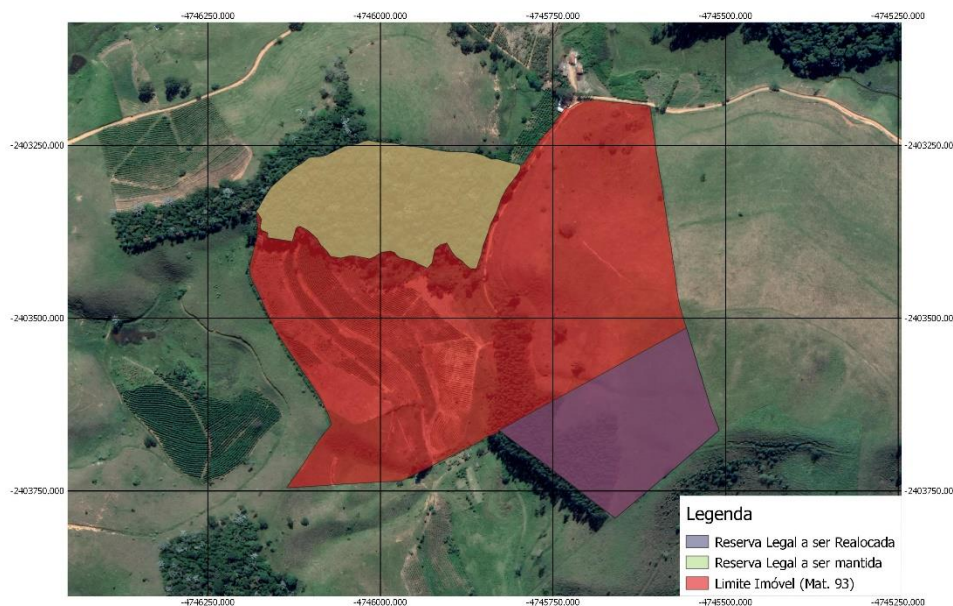 -4746250.000 -4746000.000 -4745750.000 -4745500.000 -4745250.000
-2403250.000 -2403250.000
-2403500.000 -2403500.000
-2403750.000 -2403750.000
Legenda
Reserva Legal a ser Realocada
Reserva Legal a ser mantida
Limite Imóvel (Mat. 93)
-4746250.000 -4746000.000 -4745750.000 -4745500.000 -4745250.000